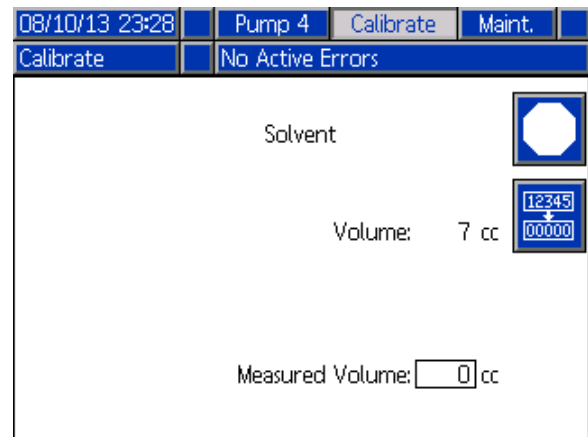 08/10/13 23:28 Pump 4 Calibrate Maint.
Calibrate No Active Errors
Solvent
12345
Volume: 7 cc 00000
Measured Volume: 0 cc